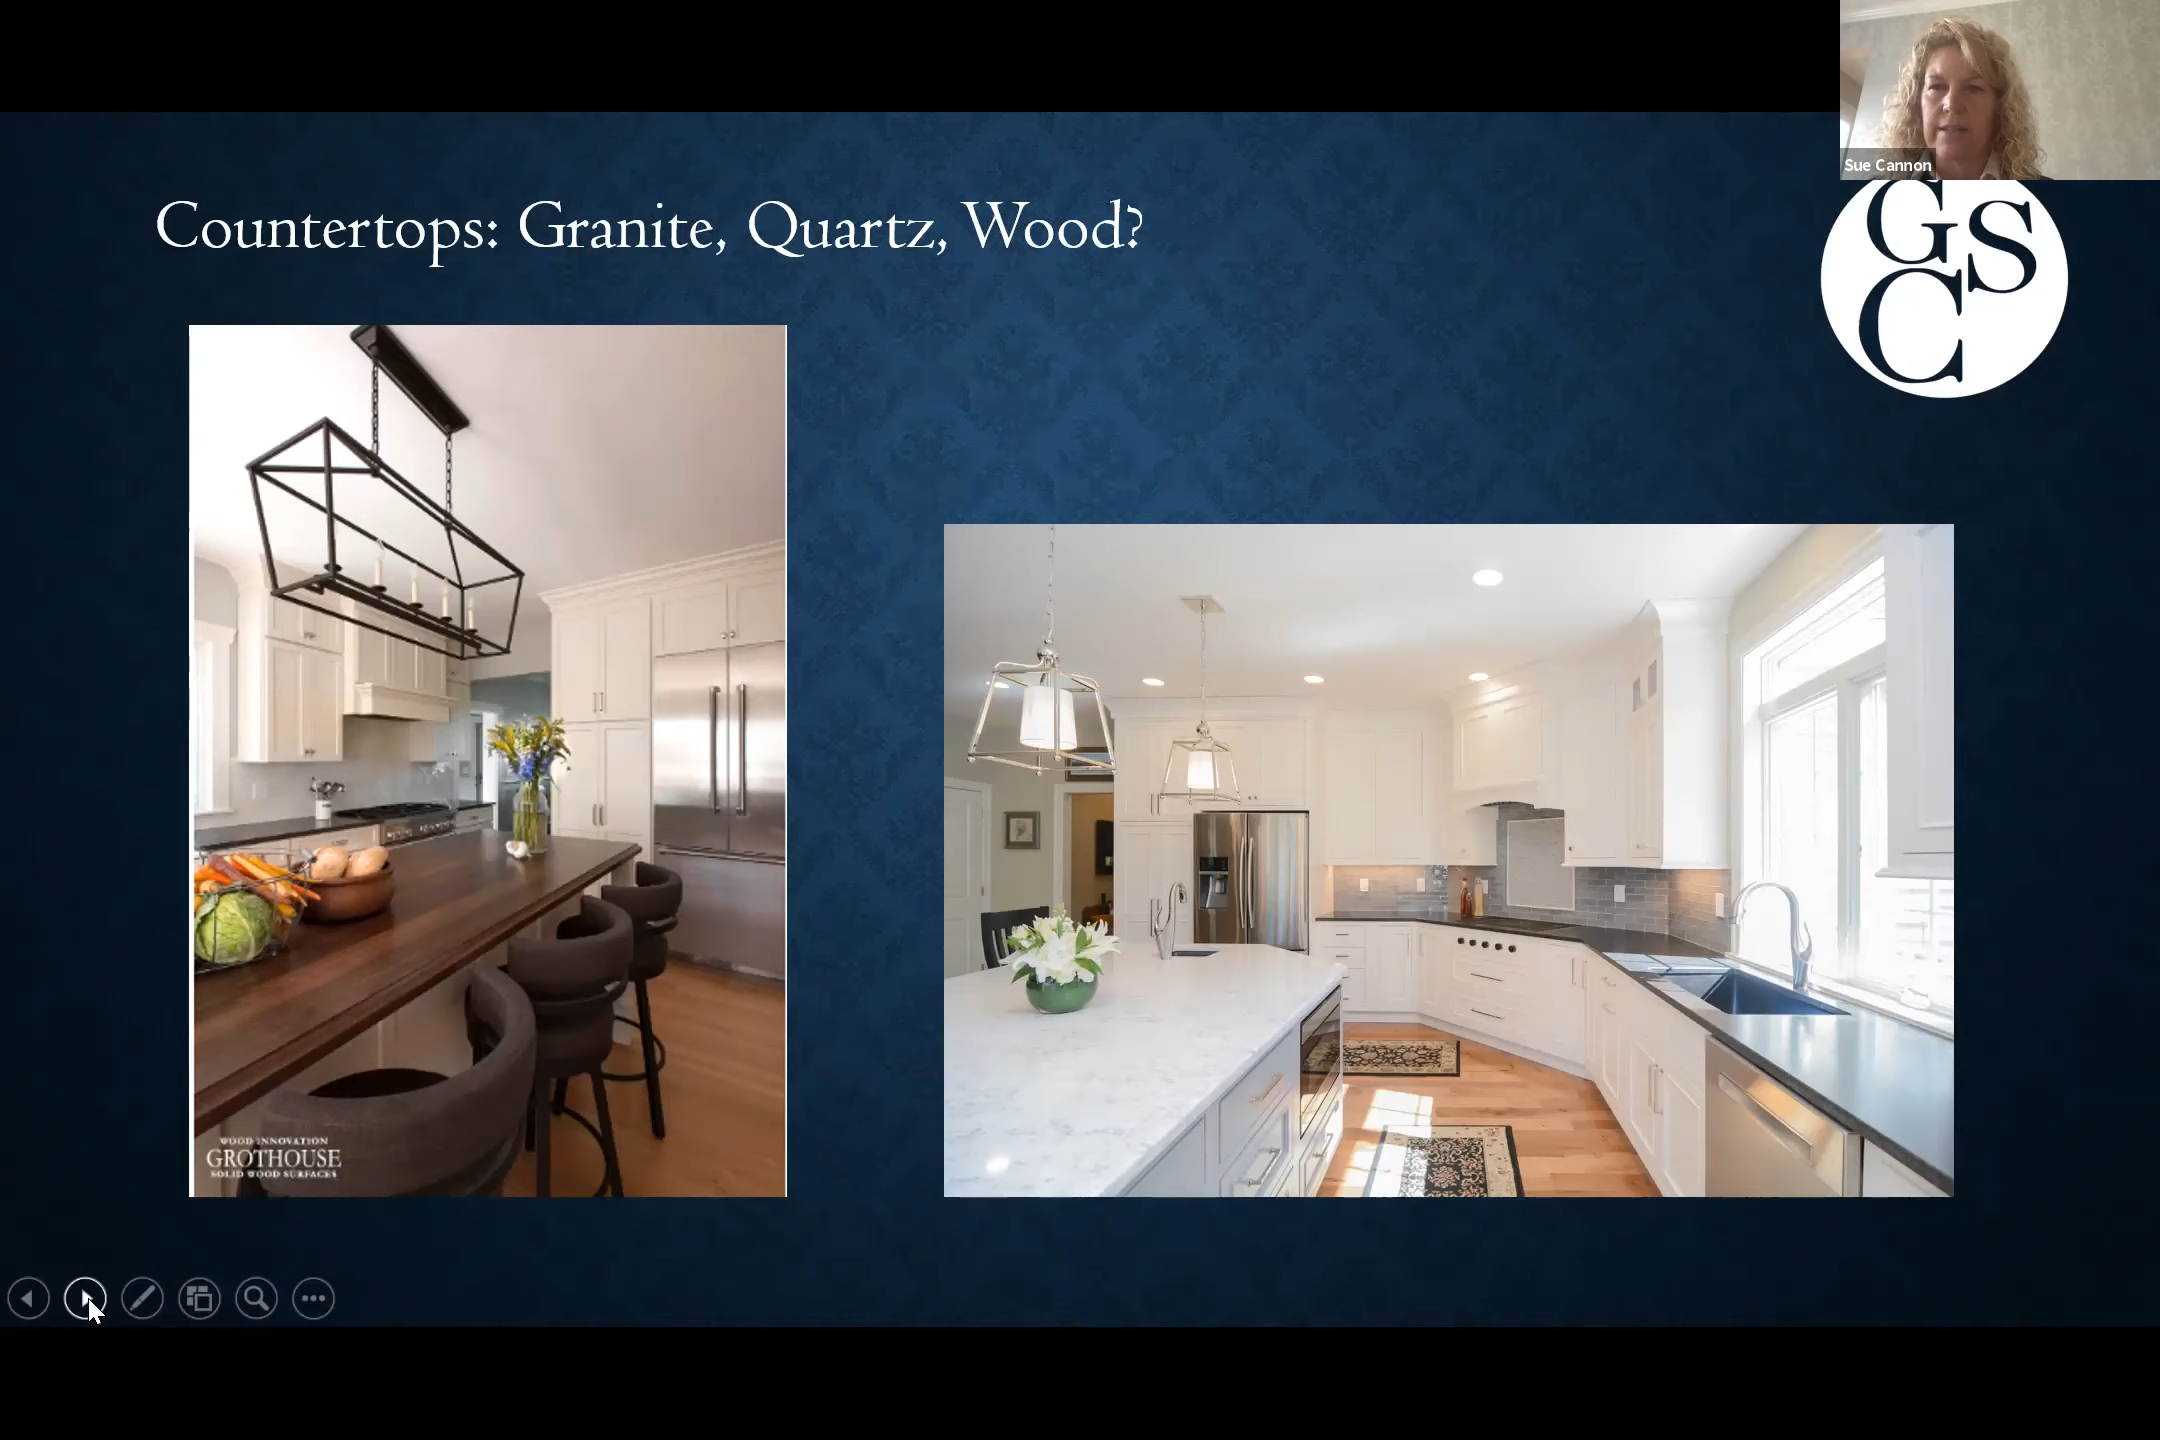 Sue Cannon
Countertops: Granite, Quartz, Wood?
GSC
WOOD INNOVATION
GROTHOUSE
SOLID WOOD SURFACES